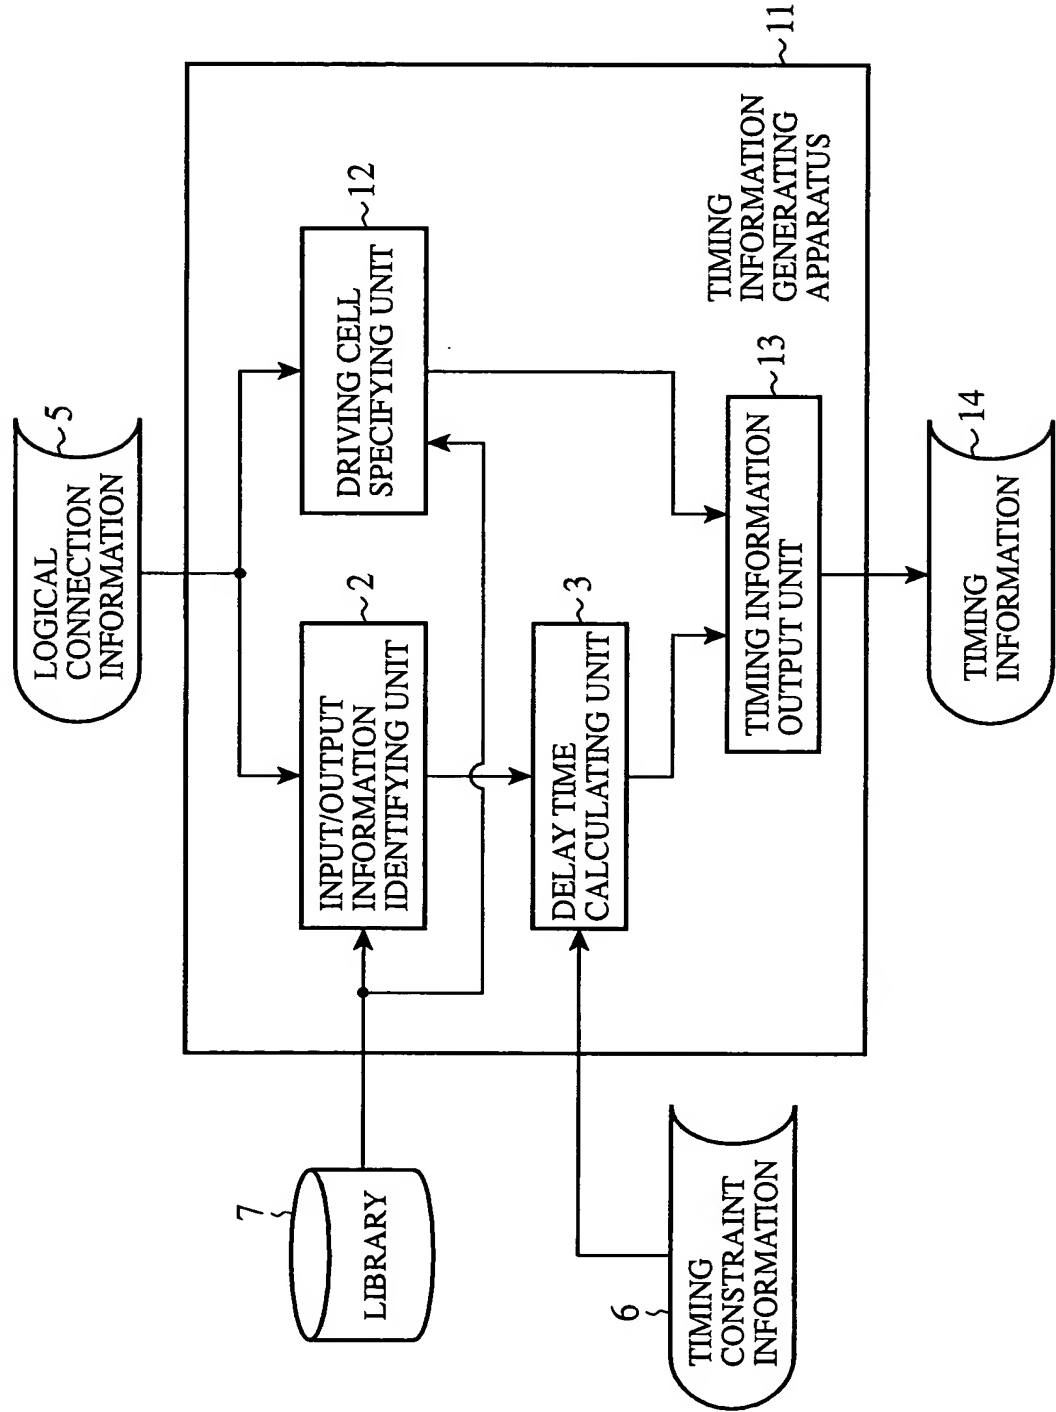 LOGICAL
CONNECTION
INFORMATION
5
11
TIMING
INFORMATION
GENERATING
APPARATUS
12
DRIVING CELL
SPECIFYING UNIT
2
INPUT/OUTPUT
INFORMATION
IDENTIFYING UNIT
7
LIBRARY
3
DELAY TIME
CALCULATING UNIT
6
TIMING
CONSTRAINT
INFORMATION
13
TIMING INFORMATION
OUTPUT UNIT
14
TIMING
INFORMATION